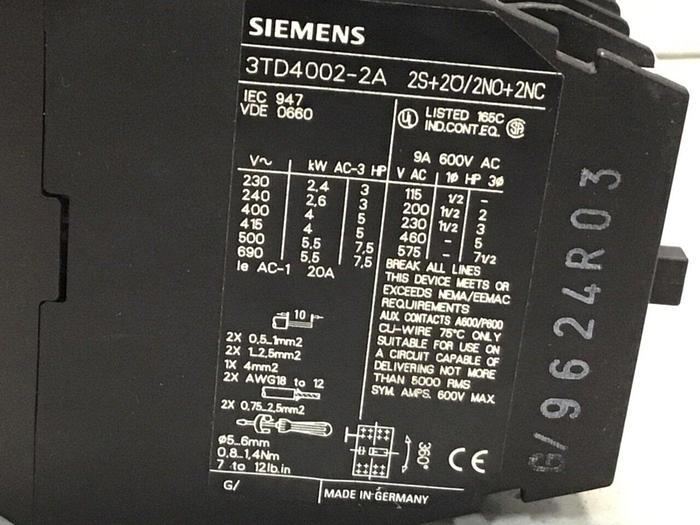 SIEMENS
3TD4002-2A 2S+2Ö/2NO+2NC
IEC 947
VDE 0660
V~ kW AC-3 HP
230 2,4 3
240 2,6 3
400 4 5
415 4 5
500 5.5 7,5
690 5.5 7,5
Ie AC-1 20A
UL LISTED 165C
IND.CONT.EQ. SA
9A 600V AC
V AC 1ø HP 3ø
115 1/2 -
200 11/2 2
230 11/2 3
460 - 5
575 - 71/2
BREAK ALL LINES
THIS DEVICE MEETS OR
EXCEEDS NEMA/EEMAC
REQUIREMENTS
AUX. CONTACTS A600/P600
CU-WIRE 75°C ONLY
SUITABLE FOR USE ON
A CIRCUIT CAPABLE OF
DELIVERING NOT MORE
THAN 5000 RMS
SYM. AMPS. 600V MAX.
10
2X 0,5..1mm2
2X 1..2,5mm2
1X 4mm2
2X AWG18 to 12
2X 0,75..2,5mm2
ø5..6mm
0,8..1,4Nm
7 to 12lb.in
360°
CE
G/ MADE IN GERMANY
G/9624R03